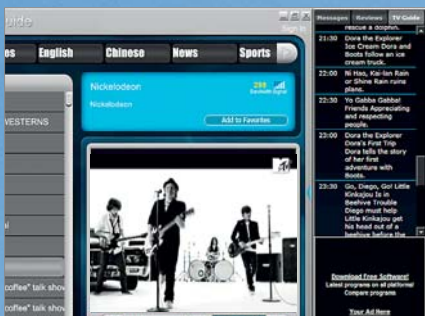 uide
Sign In
es English Chinese News Sports
Nickelodeon
Nickelodeon
Add to Favorites
WESTERNS
MTV
coffee" talk show
coffee" talk show
Messages Reviews TV Guide
rescue a dolphin.
21:30 Dora the Explorer
Ice Cream Dora and
Boots follow an ice
cream truck.
22:00 Ni Hao, Kai-lan Rain
or Shine Rain ruins
plans.
22:30 Yo Gabba Gabba!
Friends Appreciating
and respecting
people.
23:00 Dora the Explorer
Dora's First Trip
Dora tells the story
of her first
adventure with
Boots.
23:30 Go, Diego, Go! Little
Kinkajou Is in
Beehive Trouble
Diego must help
Little Kinkajou get
his head out of a
beehive before the
Download Free Software!
Latest programs on all platforms!
Compare programs
Your Ad Here